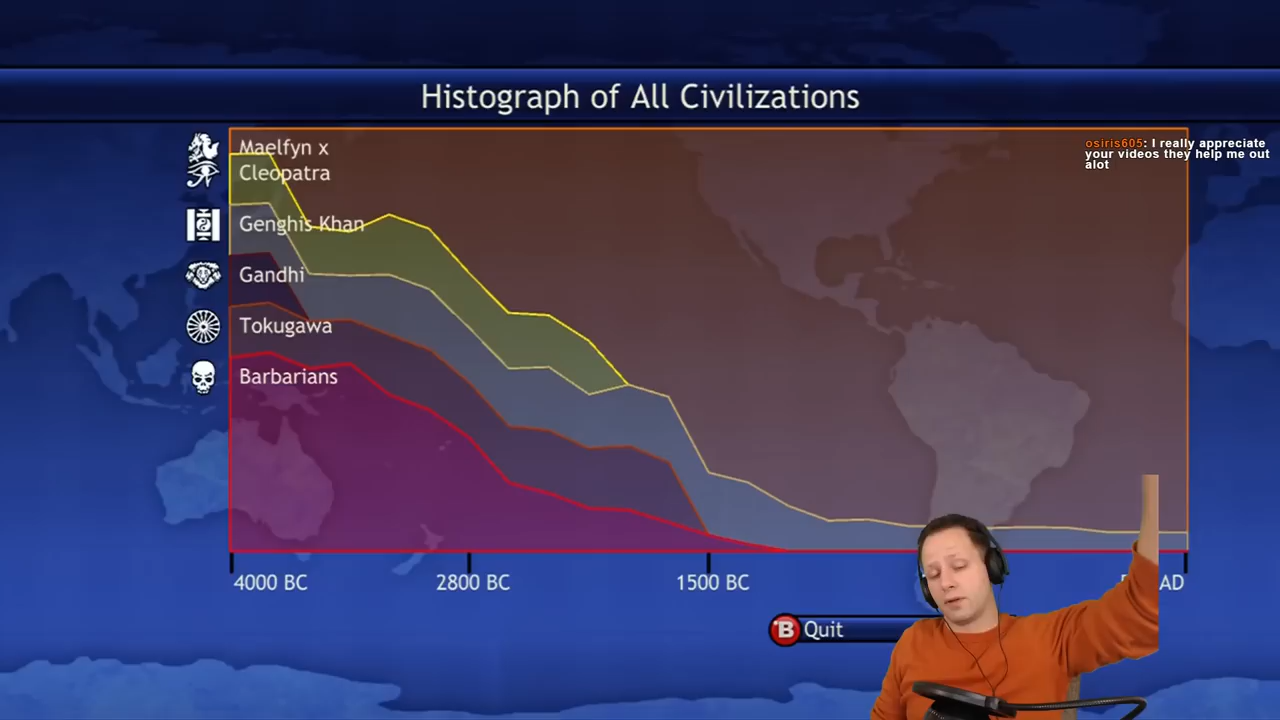 Histograph of All Civilizations
Maelfyn x
Cleopatra
Genghis Khan
Gandhi
Tokugawa
Barbarians
osiris605: I really appreciate
your videos they help me out
alot
4000 BC
2800 BC
1500 BC
AD
B Quit